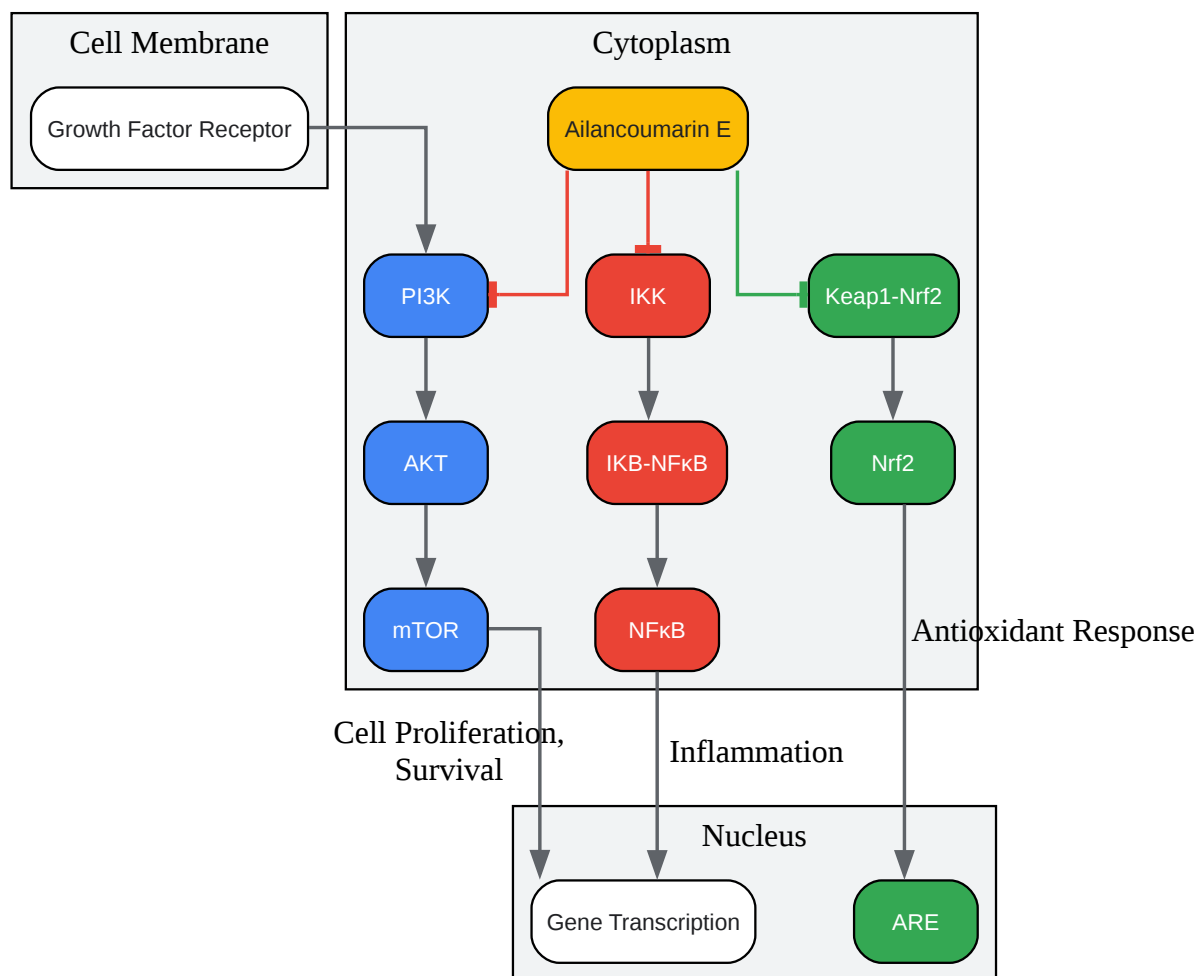 Cell Membrane
Cytoplasm
Growth Factor Receptor
Ailancoumarin E
PI3K
IKK
Keap1-Nrf2
AKT
IKB-NFκB
Nrf2
mTOR
NFκB
Antioxidant Response
Cell Proliferation,
Survival
Inflammation
Nucleus
Gene Transcription
ARE